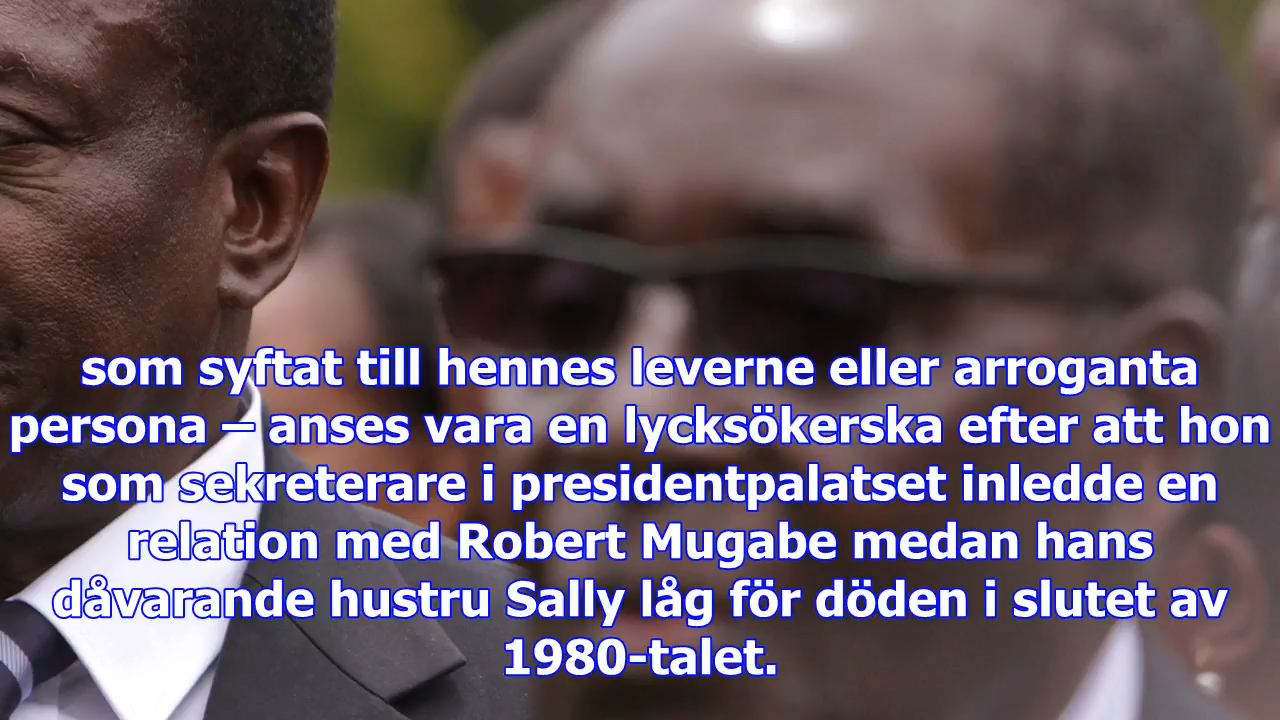 som syftat till hennes leverne eller arroganta
persona – anses vara en lycksökerska efter att hon
som sekreterare i presidentpalatset inledde en
relation med Robert Mugabe medan hans
dåvarande hustru Sally låg för döden i slutet av
1980-talet.